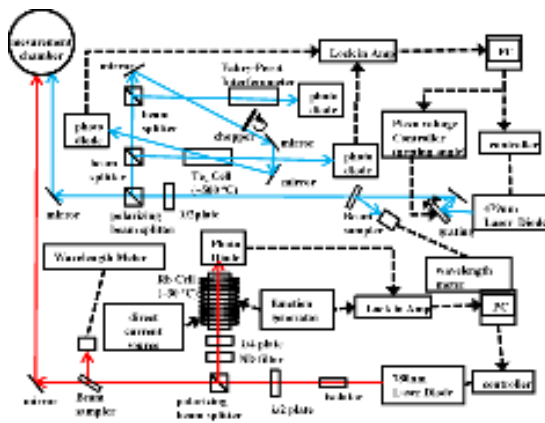 measurement
chamber
mirror
Fabry-Perot
Interferometer
Lock in Amp
PC
photo
diode
beam
splitter
chopper
photo
diode
mirror
Piezo voltage
Controller
controller
beam
splitter
Te₂ Cell
photo
diode
mirror
mirror
polarizing
beam splitter
λ/2 plate
Beam
sampler
grating
479nm
Laser Diode
Wavelength Meter
Photo
Diode
wavelength
meter
Rb Cell
direct
current
source
function
generator
Lock in Amp
PC
λ/4 plate
ND filter
mirror
Beam
sampler
polarizing
beam splitter
λ/2 plate
Isolator
780nm
Laser Diode
controller